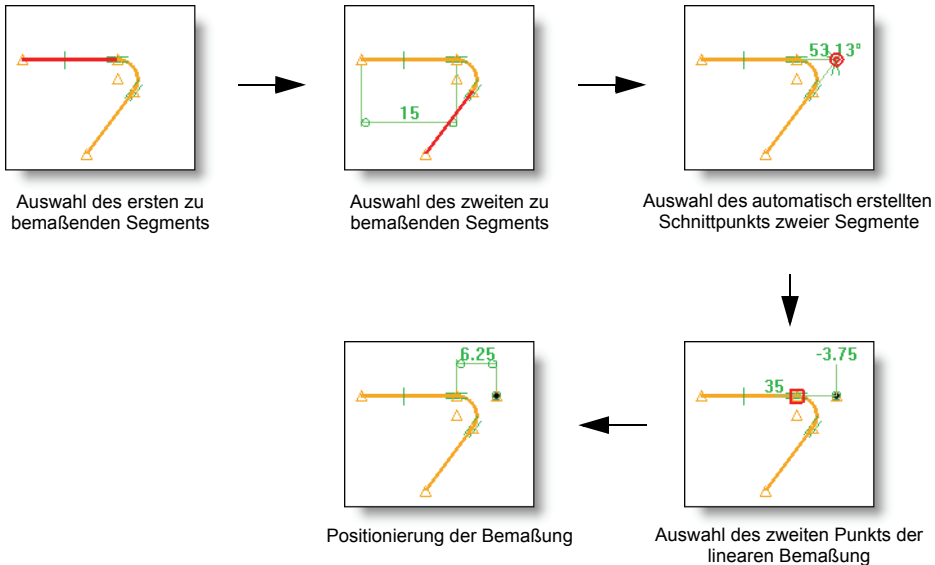 53.13°
15
Auswahl des ersten zu
bemaßenden Segments
Auswahl des zweiten zu
bemaßenden Segments
Auswahl des automatisch erstellten
Schnittpunkts zweier Segmente
6.25
-3.75
35
Positionierung der Bemaßung
Auswahl des zweiten Punkts der
linearen Bemaßung